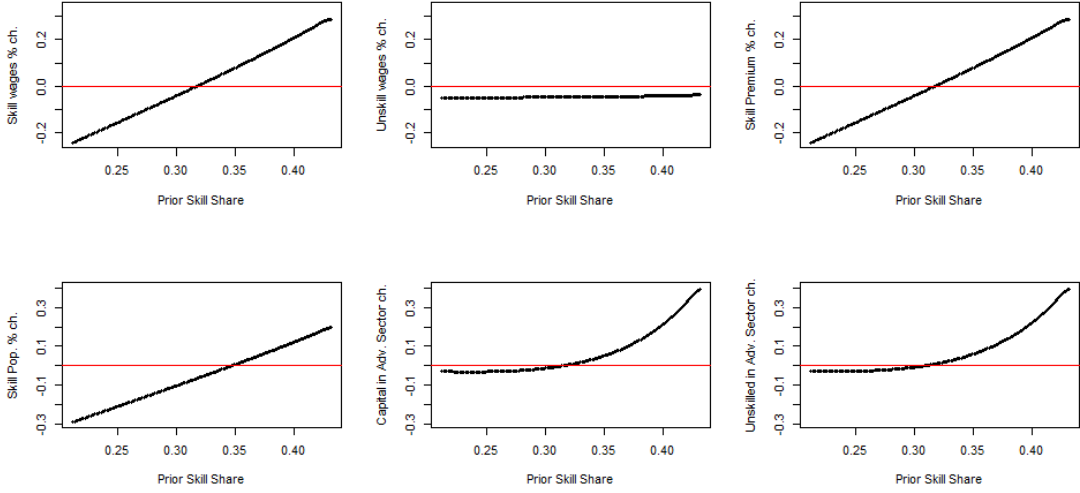 Skill wages % ch.
0.2
0.0
-0.2
0.25 0.30 0.35 0.40
Prior Skill Share
Unskill wages % ch.
0.2
0.0
-0.2
0.25 0.30 0.35 0.40
Prior Skill Share
Skill Premium % ch.
0.2
0.0
-0.2
0.25 0.30 0.35 0.40
Prior Skill Share
Skill Pop. % ch.
0.3
0.1
-0.1
-0.3
0.25 0.30 0.35 0.40
Prior Skill Share
Capital in Adv. Sector ch.
0.3
0.1
-0.1
-0.3
0.25 0.30 0.35 0.40
Prior Skill Share
Unskilled in Adv. Sector ch.
0.3
0.1
-0.1
-0.3
0.25 0.30 0.35 0.40
Prior Skill Share